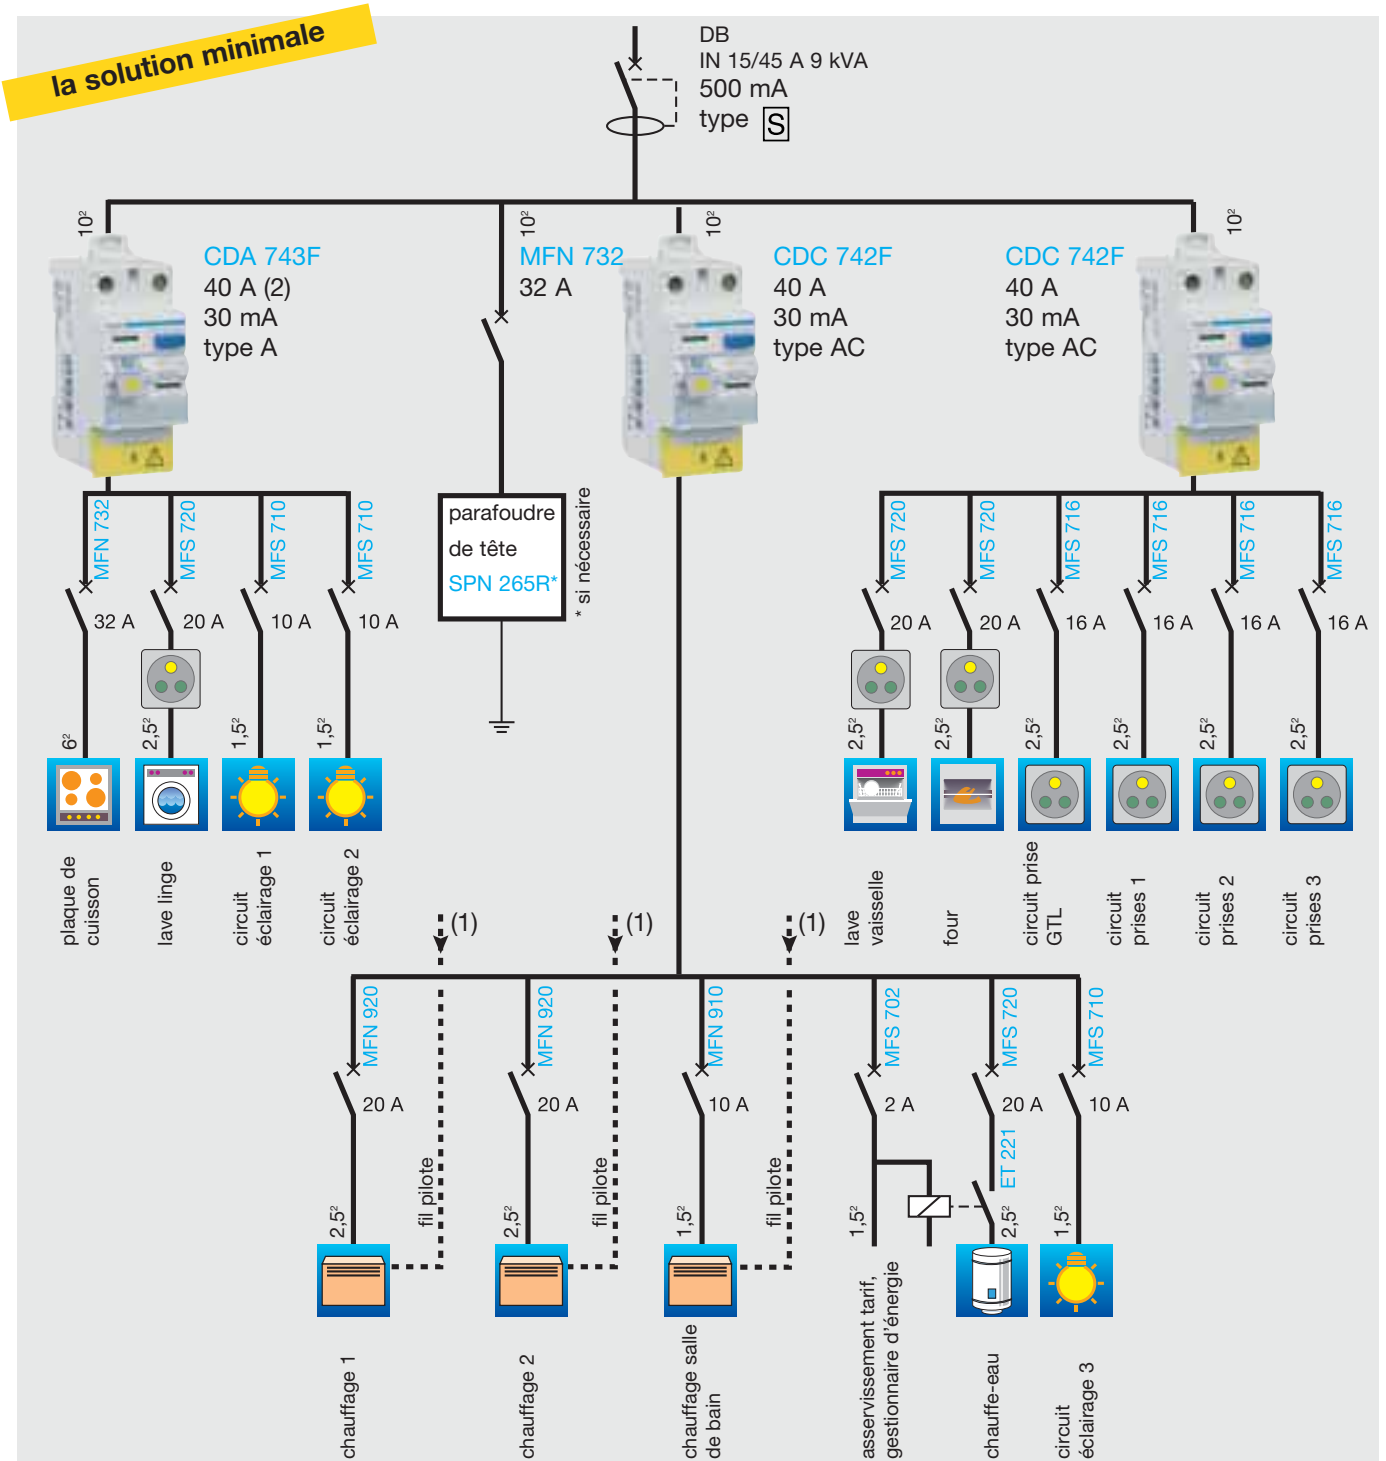 la solution minimale
DB
IN 15/45 A 9 kVA
500 mA
type S
10²
CDA 743F
40 A (2)
30 mA
type A
10²
MFN 732
32 A
10²
CDC 742F
40 A
30 mA
type AC
CDC 742F
40 A
30 mA
type AC
10²
MFN 732
MFS 720
MFS 710
MFS 710
32 A
20 A
10 A
10 A
parafoudre
de tête
SPN 265R*
* si nécessaire
MFS 720
MFS 720
MFS 716
MFS 716
MFS 716
MFS 716
20 A
20 A
16 A
16 A
16 A
16 A
6²
2,5²
1,5²
1,5²
2,5²
2,5²
2,5²
2,5²
2,5²
2,5²
plaque de
cuisson
lave linge
circuit
éclairage 1
circuit
éclairage 2
lave
vaisselle
four
circuit prise
GTL
circuit
prises 1
circuit
prises 2
circuit
prises 3
(1)
(1)
(1)
MFN 920
MFN 920
MFN 910
MFS 702
MFS 720
MFS 710
20 A
20 A
10 A
2 A
20 A
10 A
ET 221
2,5²
fil pilote
2,5²
fil pilote
1,5²
fil pilote
1,5²
2,5²
1,5²
chauffage 1
chauffage 2
chauffage salle
de bain
asservissement tarif,
gestionnaire d'énergie
chauffe-eau
circuit
éclairage 3